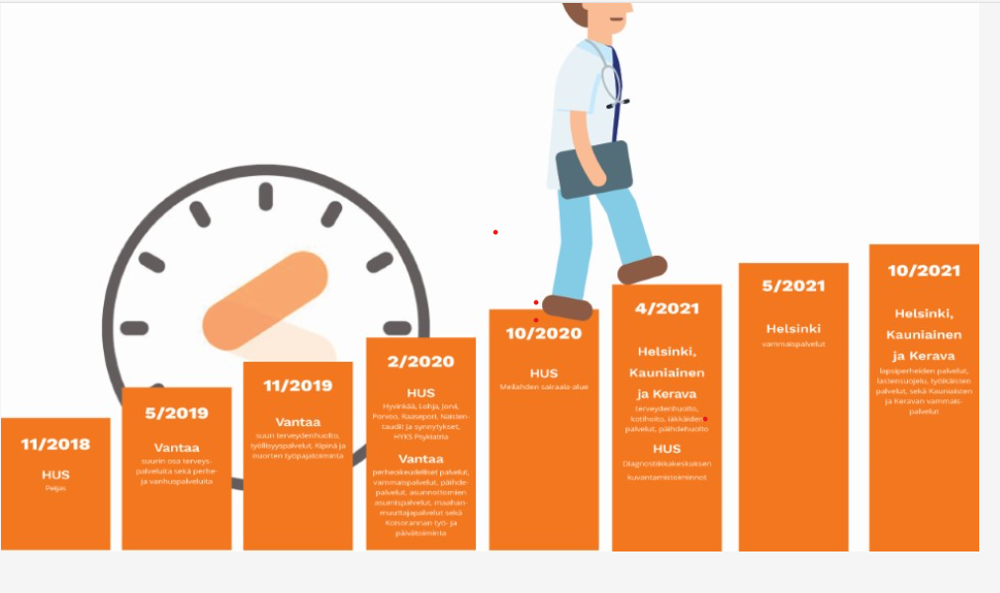 11/2018
HUS
Peijas
5/2019
Vantaa
suurin osa terveys-
palveluita sekä perhe-
ja vanhuspalveluita
11/2019
Vantaa
suun terveydenhuolto,
työllisyyspalvelut, Kipinä ja
nuorten työpajatoiminta
2/2020
HUS
Hyvinkää, Lohja, Jorvi,
Porvoo, Raasepori, Naisten-
taudit ja synnytykset,
HYKS Psykiatria
Vantaa
perheoikeudelliset palvelut,
vammaispalvelut, päihde-
palvelut, asunnottomien
asumispalvelut, maahan-
muuttajapalvelut sekä
Koisorannan työ- ja
päivätoiminta
10/2020
HUS
Meilahden sairaala-alue
4/2021
Helsinki,
Kauniainen
ja Kerava
terveydenhuolto,
kotihoito, iäkkäiden
palvelut, päihdehuolto
HUS
Diagnostiikkakeskuksen
kuvantamistoiminnot
5/2021
Helsinki
vammaispalvelut
10/2021
Helsinki,
Kauniainen
ja Kerava
lapsiperheiden palvelut,
lastensuojelu, työikäisten
palvelut, sekä Kauniaisten
ja Keravan vammais-
palvelut